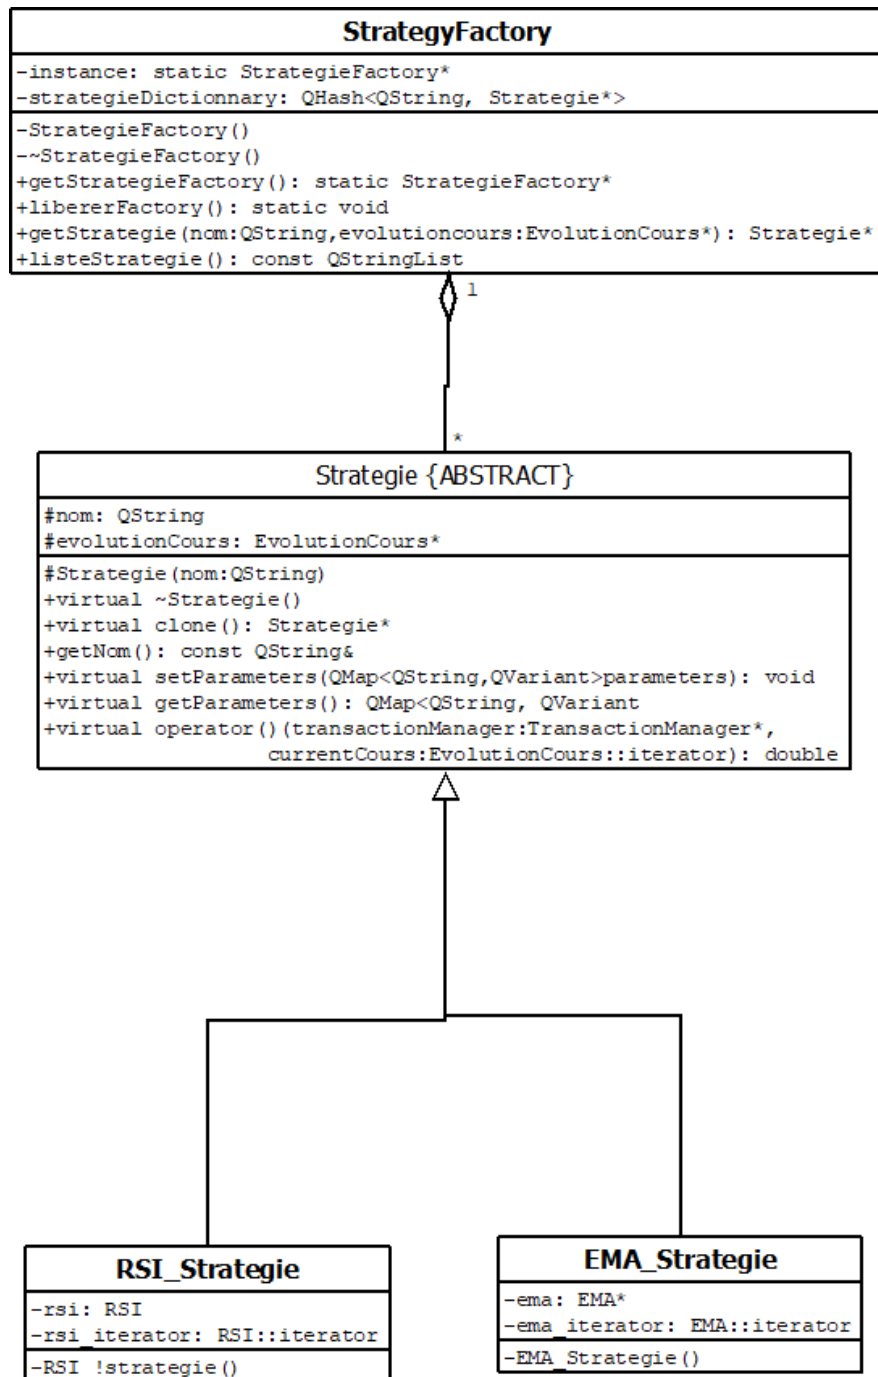 StrategyFactory
-instance: static StrategieFactory*
-strategieDictionnary: QHash<QString, Strategie*>
-StrategieFactory()
-~StrategieFactory()
+getStrategieFactory(): static StrategieFactory*
+libererFactory(): static void
+getStrategie(nom:QString,evolutioncours:EvolutionCours*): Strategie*
+listeStrategie(): const QStringList
1
*
Strategie {ABSTRACT}
#nom: QString
#evolutionCours: EvolutionCours*
#Strategie(nom:QString)
+virtual ~Strategie()
+virtual clone(): Strategie*
+getNom(): const QString&
+virtual setParameters(QMap<QString,QVariant>parameters): void
+virtual getParameters(): QMap<QString, QVariant
+virtual operator()(transactionManager:TransactionManager*,
currentCours:EvolutionCours::iterator): double
RSI_Strategie
-rsi: RSI
-rsi_iterator: RSI::iterator
-RSI !strategie()
EMA_Strategie
-ema: EMA*
-ema_iterator: EMA::iterator
-EMA_Strategie()